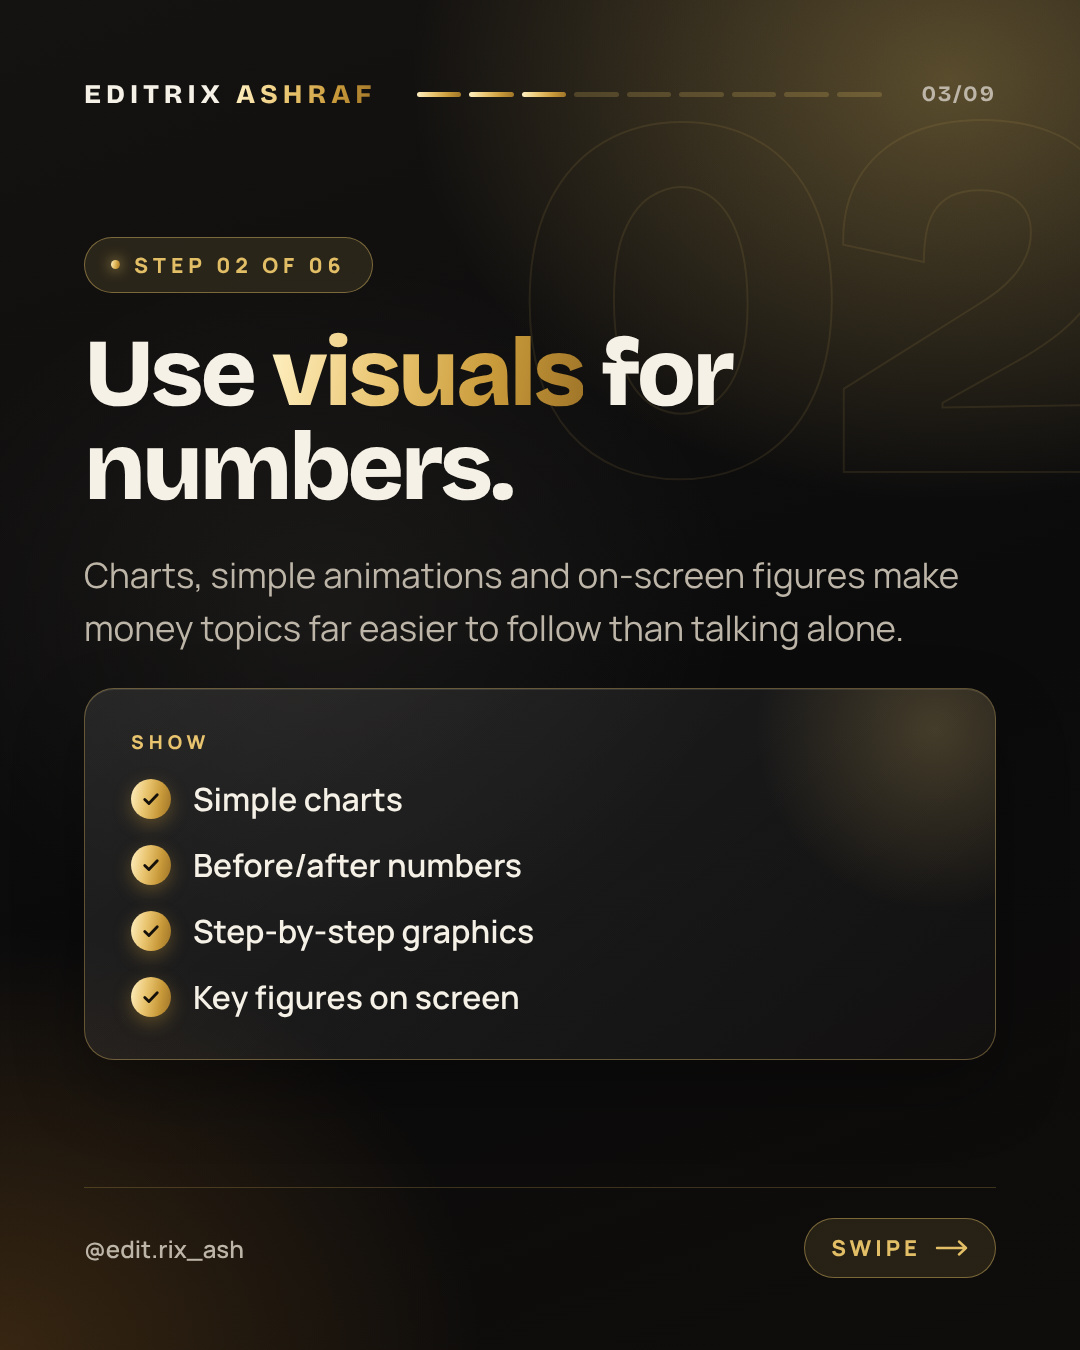 EDITRIX ASHRAF
03/09
02
STEP 02 OF 06
Use visuals for
numbers.
Charts, simple animations and on-screen figures make
money topics far easier to follow than talking alone.
SHOW
Simple charts
Before/after numbers
Step-by-step graphics
Key figures on screen
@edit.rix_ash
SWIPE